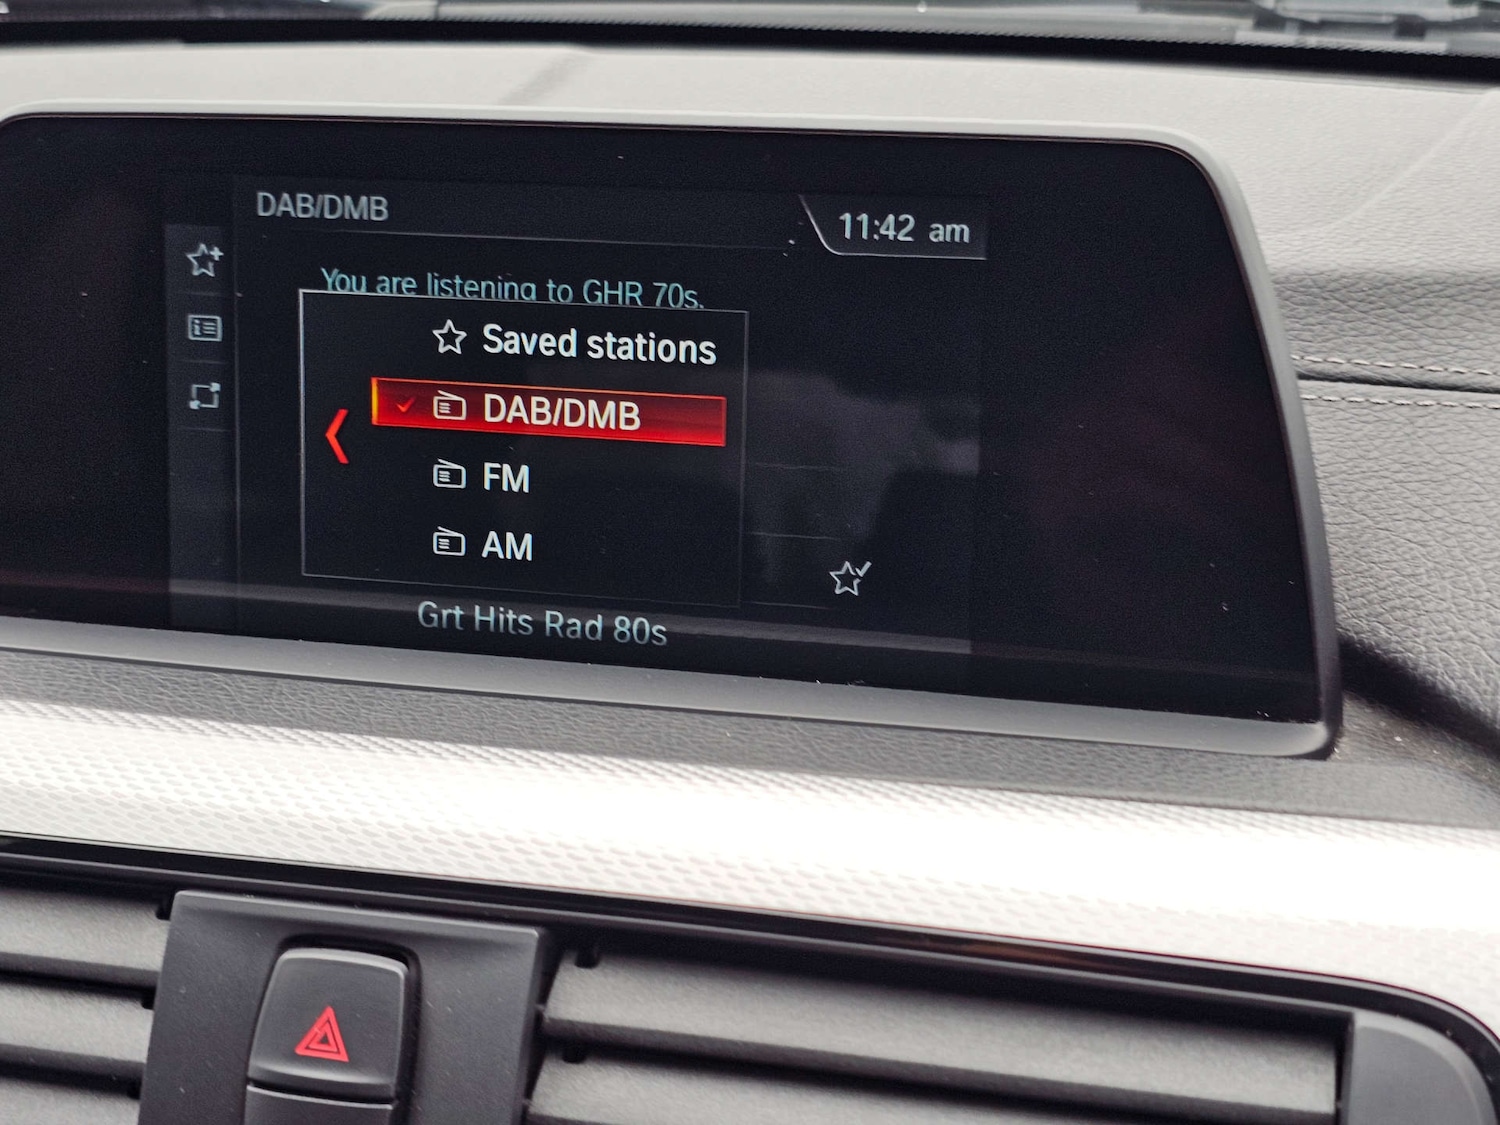 DAB/DMB
11:42 am
You are listening to GHR 70s.
Saved stations
DAB/DMB
FM
AM
Grt Hits Rad 80s